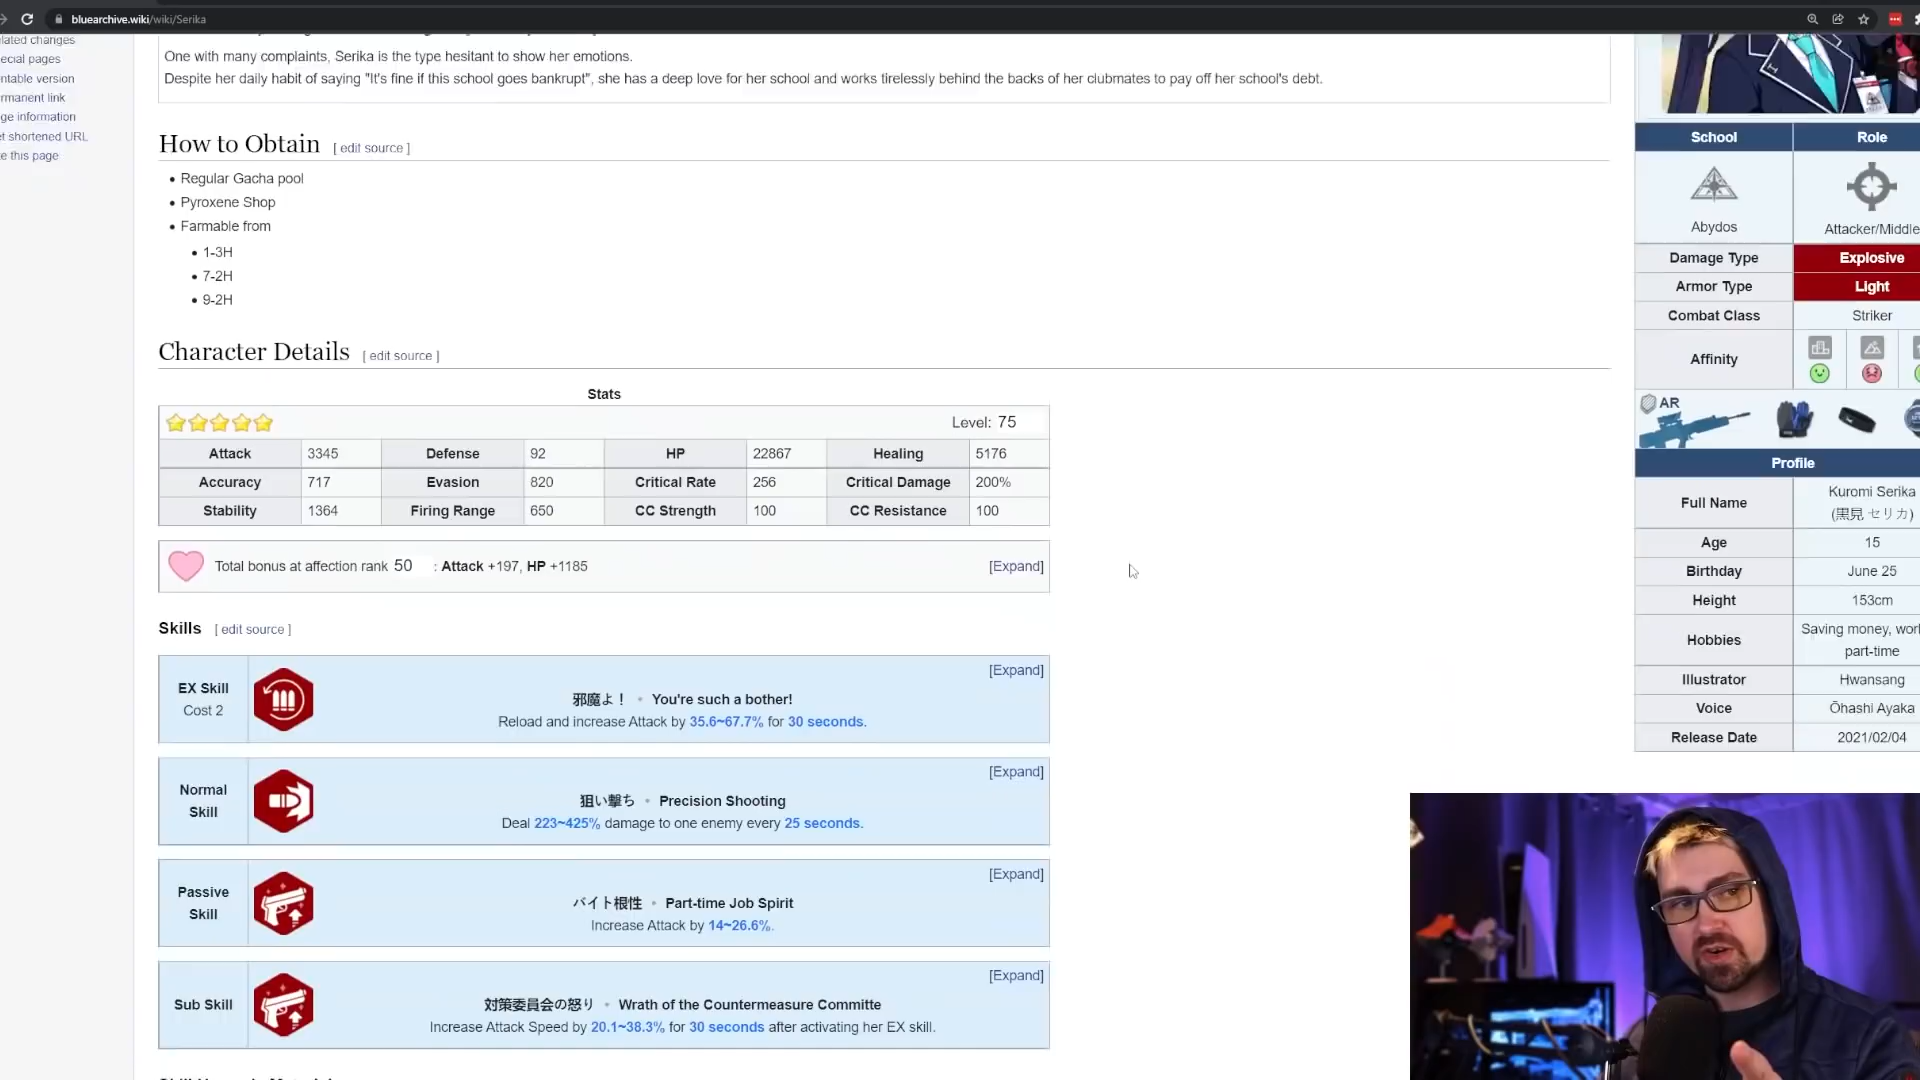 bluearchive.wiki/wiki/Serika
elated changes
ecial pages
ntable version
rmanent link
ge information
et shortened URL
te this page
One with many complaints, Serika is the type hesitant to show her emotions.
Despite her daily habit of saying "It's fine if this school goes bankrupt", she has a deep love for her school and works tirelessly behind the backs of her clubmates to pay off her school's debt.
How to Obtain [ edit source ]
• Regular Gacha pool
• Pyroxene Shop
• Farmable from
• 1-3H
• 7-2H
• 9-2H
Character Details [ edit source ]
Stats
Level: 75
Attack 3345 Defense 92 HP 22867 Healing 5176
Accuracy 717 Evasion 820 Critical Rate 256 Critical Damage 200%
Stability 1364 Firing Range 650 CC Strength 100 CC Resistance 100
Total bonus at affection rank 50 : Attack +197, HP +1185 [Expand]
Skills [ edit source ]
[Expand]
EX Skill
Cost 2
邪魔よ！ • You're such a bother!
Reload and increase Attack by 35.6~67.7% for 30 seconds.
[Expand]
Normal
Skill
狙い撃ち • Precision Shooting
Deal 223~425% damage to one enemy every 25 seconds.
[Expand]
Passive
Skill
バイト根性 • Part-time Job Spirit
Increase Attack by 14~26.6%.
[Expand]
Sub Skill
対策委員会の怒り • Wrath of the Countermeasure Committe
Increase Attack Speed by 20.1~38.3% for 30 seconds after activating her EX skill.
School Role
Abydos Attacker/Middle
Damage Type Explosive
Armor Type Light
Combat Class Striker
Affinity
AR
Profile
Full Name Kuromi Serika
(黒見 セリカ)
Age 15
Birthday June 25
Height 153cm
Hobbies Saving money, worl
part-time
Illustrator Hwansang
Voice Ōhashi Ayaka
Release Date 2021/02/04